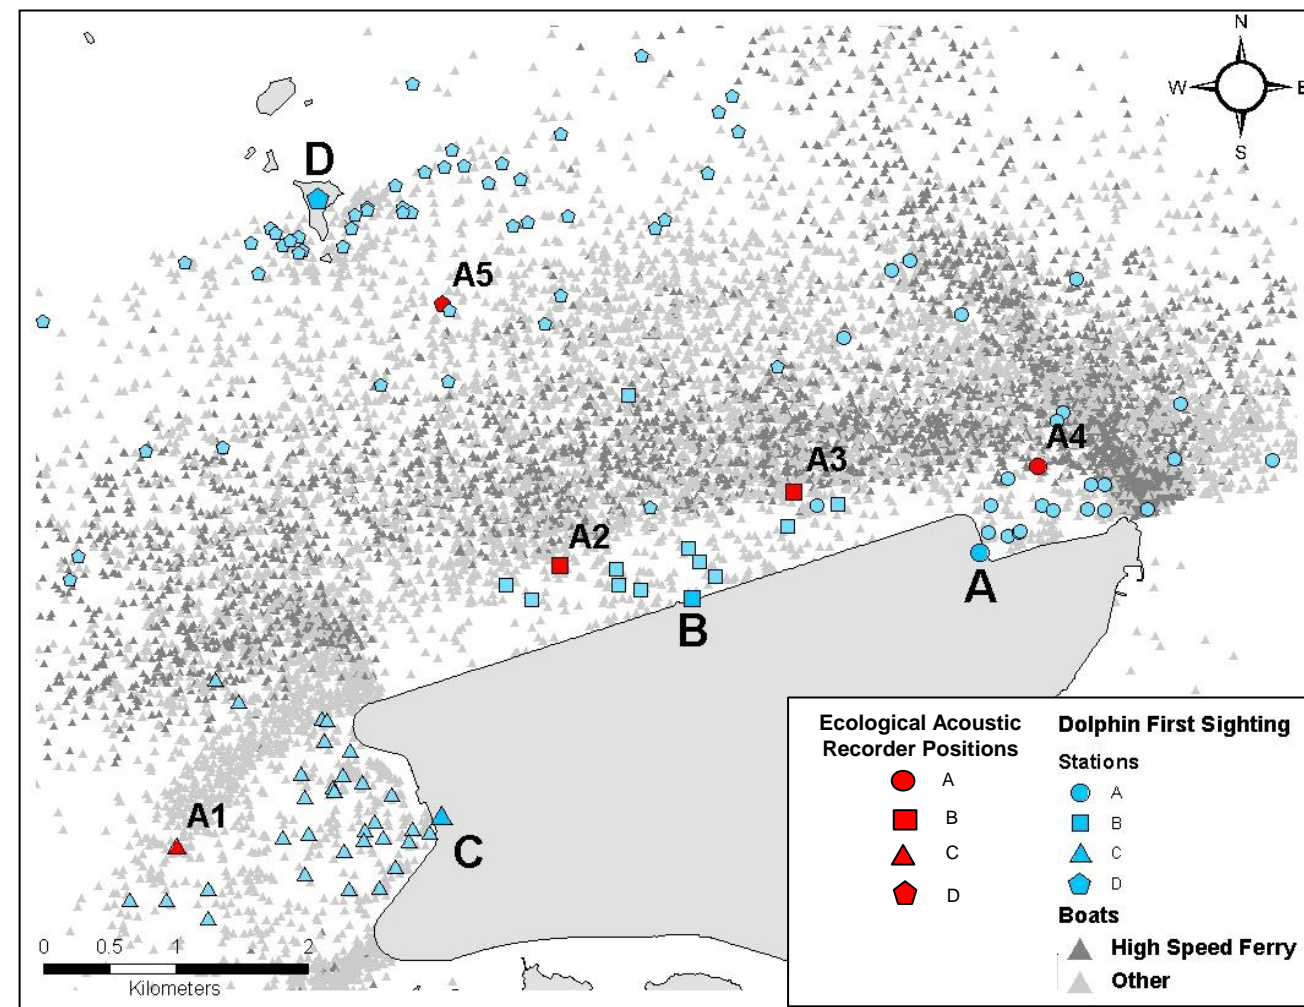 N
W
E
S
D
A5
A4
A3
A2
A
B
A1
C
Ecological Acoustic
Recorder Positions
A
B
C
D
Dolphin First Sighting
Stations
A
B
C
D
Boats
High Speed Ferry
Other
0 0.5 1 2
Kilometers